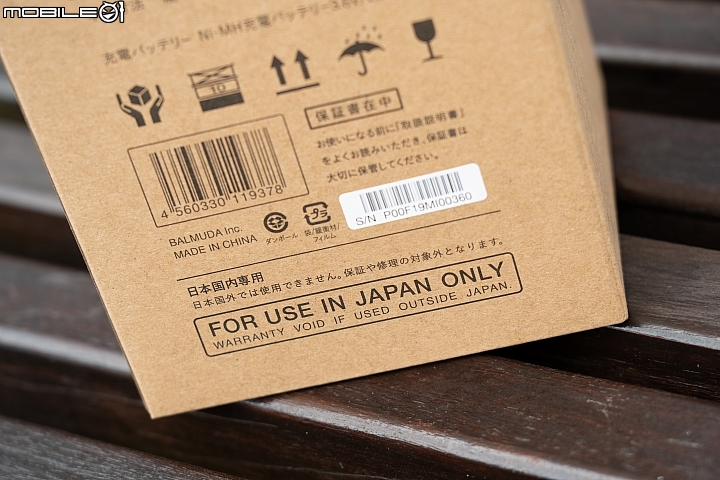 MOBILE01
充電バッテリー Ni-MH充電バッテリー3.6V
10
保証書在中
お使いになる前に「取扱説明書」
をよくお読みいただき、保証書は
大切に保管してください。
4 560330 119378
BALMUDA Inc.
MADE IN CHINA
ダンボール
プラ
袋/緩衝材/
フィルム
S/N P00F19MI00360
日本国内専用
日本国外では使用できません。保証や修理の対象外となります。
FOR USE IN JAPAN ONLY
WARRANTY VOID IF USED OUTSIDE JAPAN.